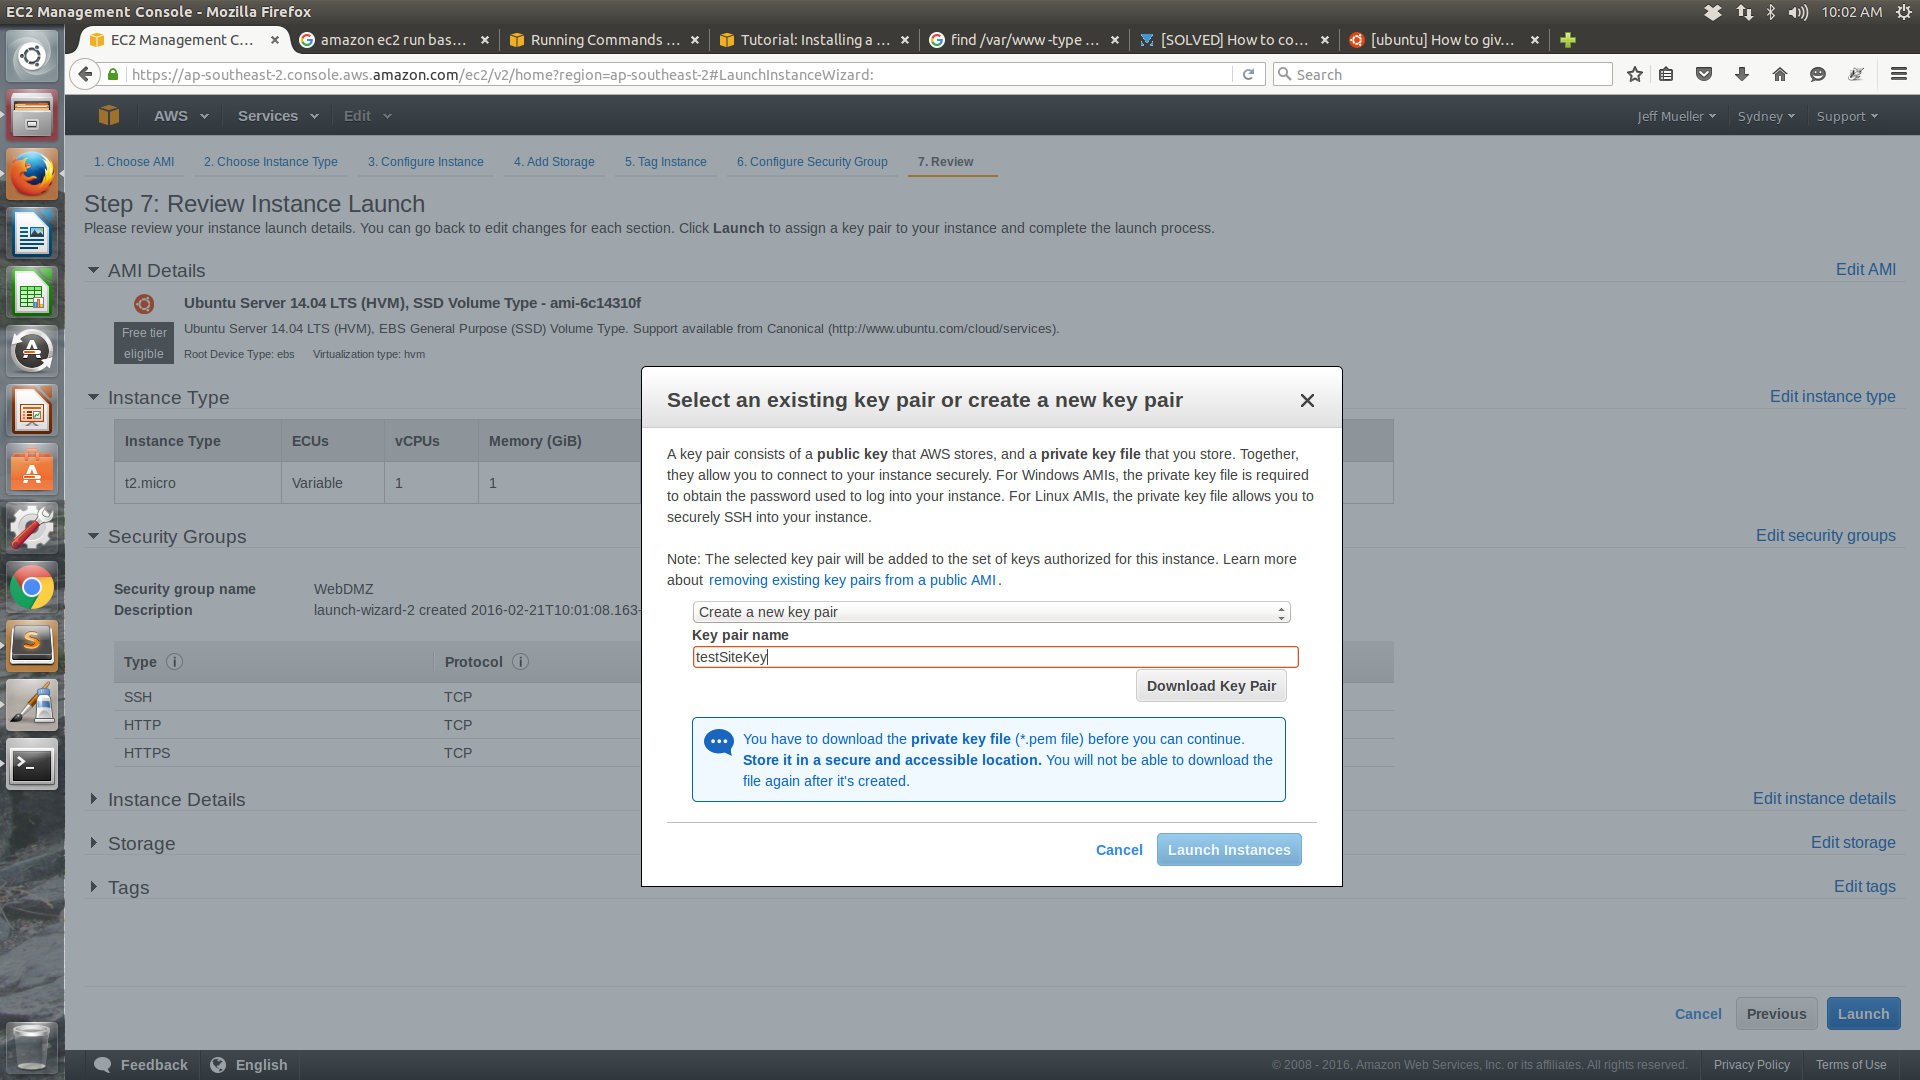 EC2 Management Console - Mozilla Firefox
10:02 AM
EC2 Management C...
amazon ec2 run bas...
Running Commands ...
Tutorial: Installing a ...
find /var/www -type ...
[SOLVED] How to co...
[ubuntu] How to giv...
https://ap-southeast-2.console.aws.amazon.com/ec2/v2/home?region=ap-southeast-2#LaunchInstanceWizard:
Search
AWS
Services
Edit
Jeff Mueller
Sydney
Support
1. Choose AMI
2. Choose Instance Type
3. Configure Instance
4. Add Storage
5. Tag Instance
6. Configure Security Group
7. Review
Step 7: Review Instance Launch
Please review your instance launch details. You can go back to edit changes for each section. Click Launch to assign a key pair to your instance and complete the launch process.
AMI Details
Edit AMI
Ubuntu Server 14.04 LTS (HVM), SSD Volume Type - ami-6c14310f
Free tier
eligible
Ubuntu Server 14.04 LTS (HVM), EBS General Purpose (SSD) Volume Type. Support available from Canonical (http://www.ubuntu.com/cloud/services).
Root Device Type: ebs
Virtualization type: hvm
Instance Type
Edit instance type
Instance Type
ECUs
vCPUs
Memory (GiB)
t2.micro
Variable
1
1
Security Groups
Edit security groups
Security group name
WebDMZ
Description
launch-wizard-2 created 2016-02-21T10:01:08.163-
Type
Protocol
SSH
TCP
HTTP
TCP
HTTPS
TCP
Instance Details
Edit instance details
Storage
Edit storage
Tags
Edit tags
Select an existing key pair or create a new key pair
A key pair consists of a public key that AWS stores, and a private key file that you store. Together,
they allow you to connect to your instance securely. For Windows AMIs, the private key file is required
to obtain the password used to log into your instance. For Linux AMIs, the private key file allows you to
securely SSH into your instance.
Note: The selected key pair will be added to the set of keys authorized for this instance. Learn more
about removing existing key pairs from a public AMI .
Create a new key pair
Key pair name
testSiteKey
Download Key Pair
You have to download the private key file (*.pem file) before you can continue.
Store it in a secure and accessible location. You will not be able to download the
file again after it's created.
Cancel
Launch Instances
Cancel
Previous
Launch
Feedback
English
© 2008 - 2016, Amazon Web Services, Inc. or its affiliates. All rights reserved.
Privacy Policy
Terms of Use